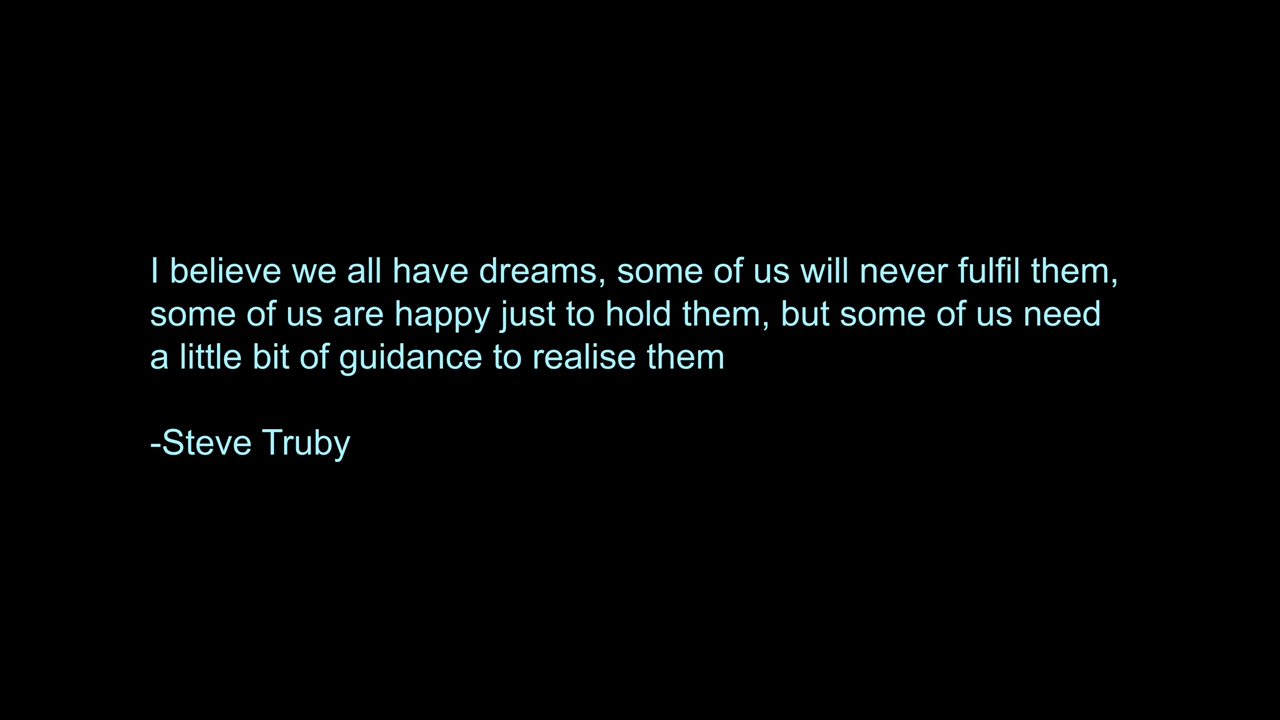 I believe we all have dreams, some of us will never fulfil them,
some of us are happy just to hold them, but some of us need
a little bit of guidance to realise them
-Steve Truby